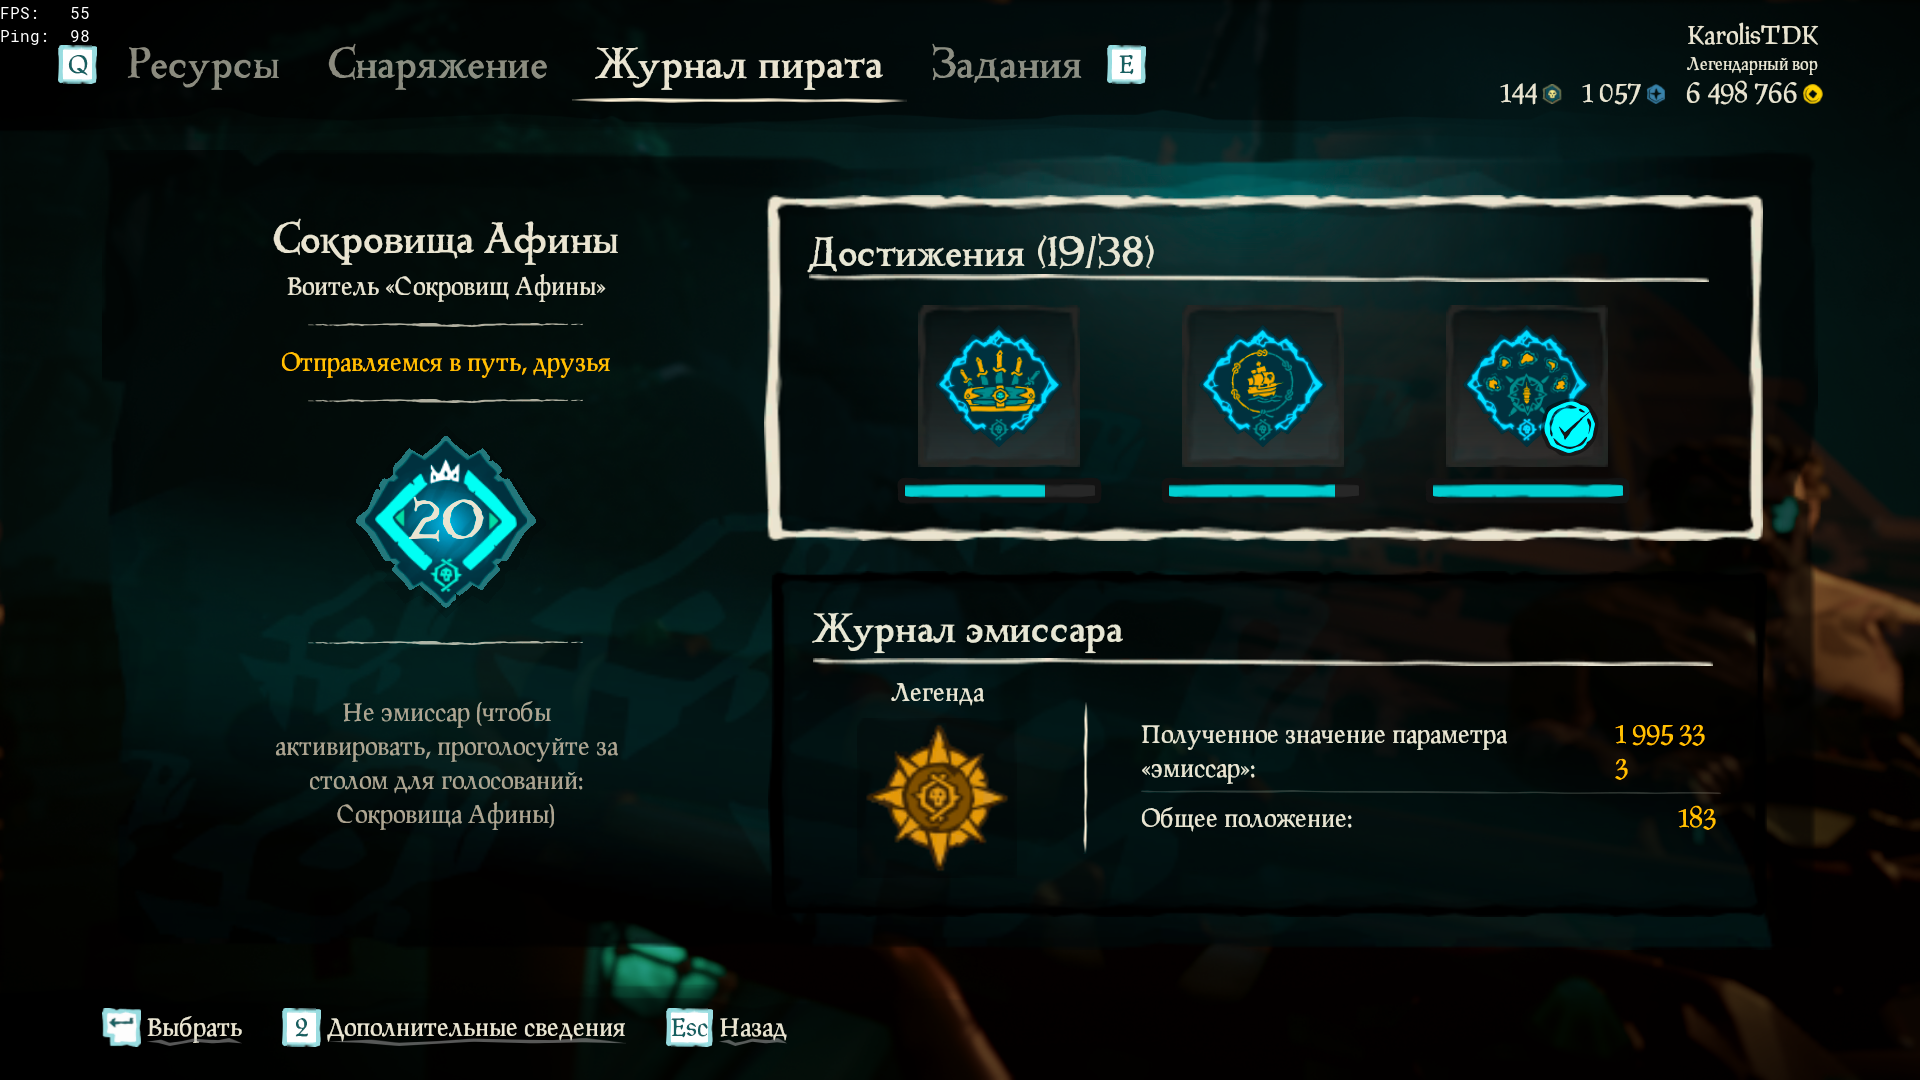 FPS: 55
Ping: 98
Q Ресурсы Снаряжение Журнал пирата Задания E
KarolisTDK
Легендарный вор
144 1 057 6 498 766
Сокровища Афины
Воитель «Сокровищ Афины»
Отправляемся в путь, друзья
20
Не эмиссар (чтобы
активировать, проголосуйте за
столом для голосований:
Сокровища Афины)
Достижения (19/38)
Журнал эмиссара
Легенда
Полученное значение параметра
«эмиссар»:
1 995 33
3
Общее положение: 183
Выбрать 2 Дополнительные сведения Esc Назад